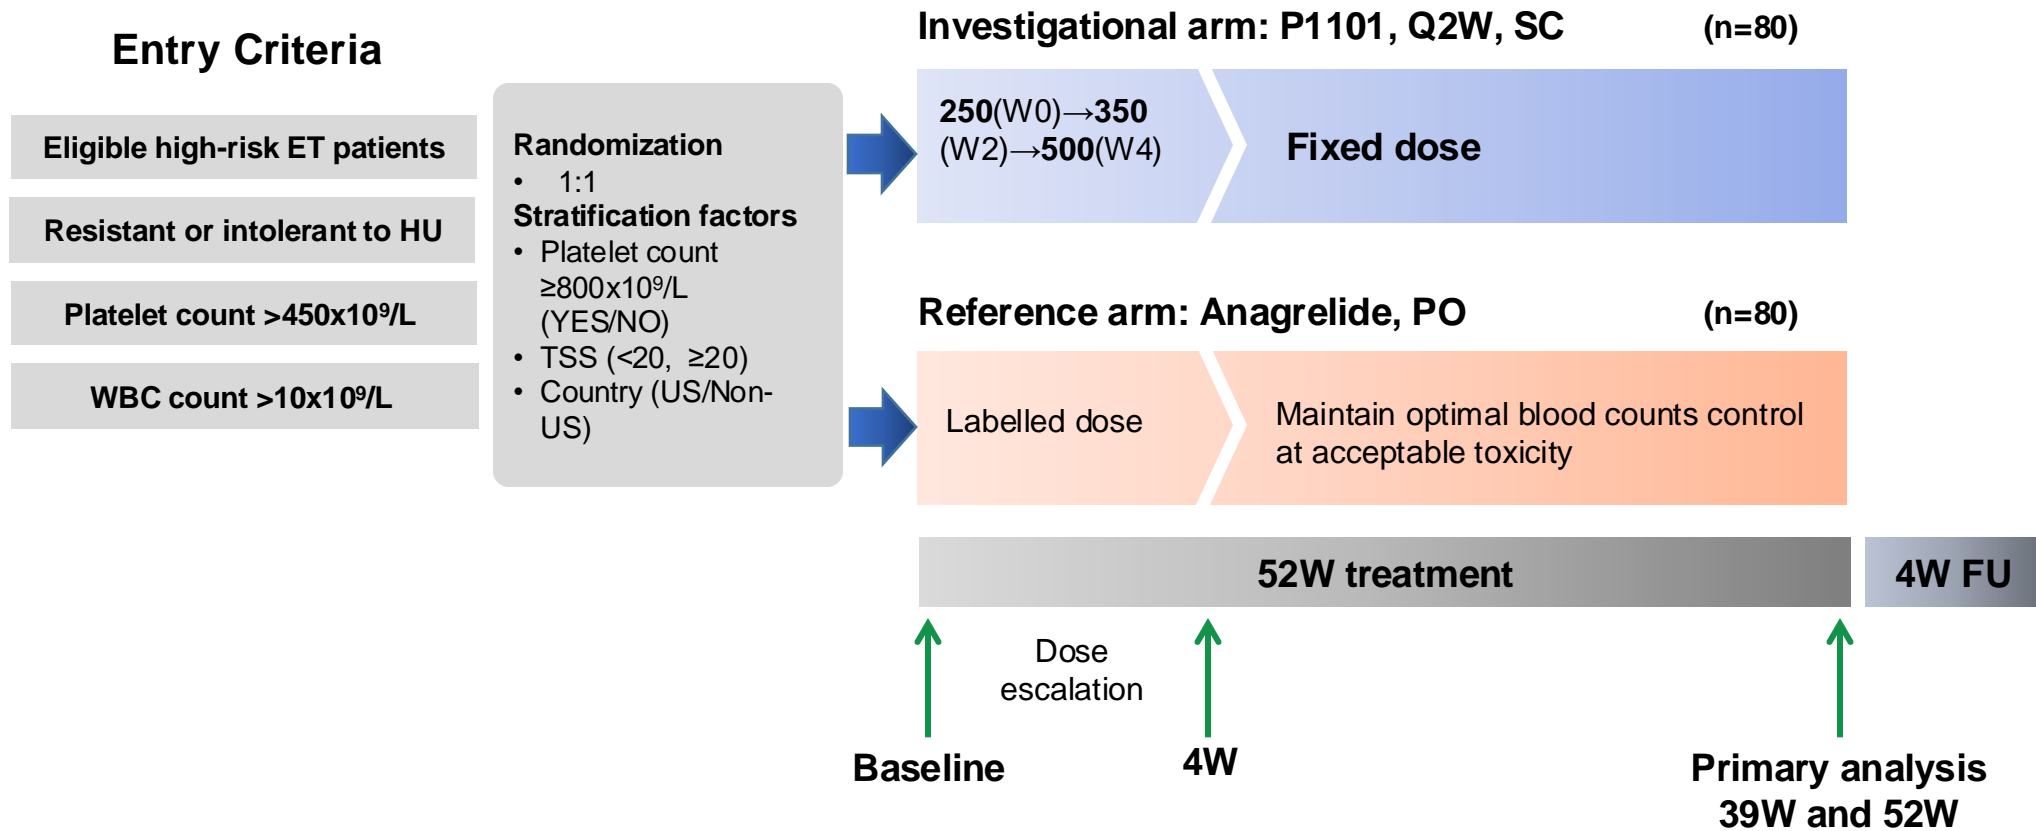 Entry Criteria
Eligible high-risk ET patients
Resistant or intolerant to HU
Platelet count >450x10⁹/L
WBC count >10x10⁹/L
Randomization
• 1:1
Stratification factors
• Platelet count
≥800x10⁹/L
(YES/NO)
• TSS (<20, ≥20)
• Country (US/Non-
US)
Investigational arm: P1101, Q2W, SC (n=80)
250(W0)→350
(W2)→500(W4)
Fixed dose
Reference arm: Anagrelide, PO (n=80)
Labelled dose
Maintain optimal blood counts control
at acceptable toxicity
52W treatment
4W FU
Dose
escalation
Baseline
4W
Primary analysis
39W and 52W